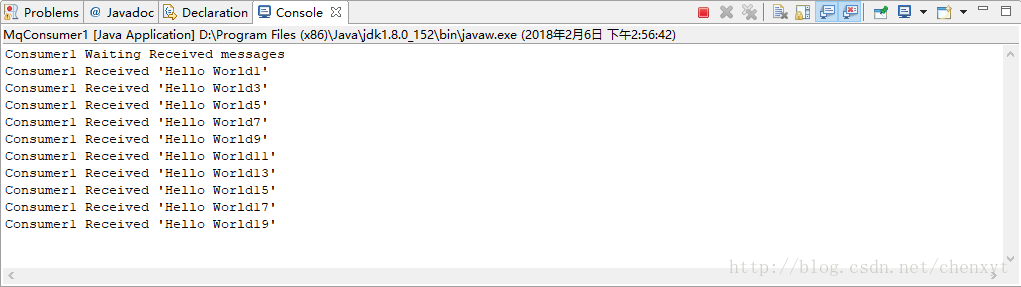 Problems @ Javadoc Declaration Console
MqConsumer1 [Java Application] D:\Program Files (x86)\Java\jdk1.8.0_152\bin\javaw.exe (2018年2月6日 下午2:56:42)
Consumer1 Waiting Received messages
Consumer1 Received 'Hello World1'
Consumer1 Received 'Hello World3'
Consumer1 Received 'Hello World5'
Consumer1 Received 'Hello World7'
Consumer1 Received 'Hello World9'
Consumer1 Received 'Hello World11'
Consumer1 Received 'Hello World13'
Consumer1 Received 'Hello World15'
Consumer1 Received 'Hello World17'
Consumer1 Received 'Hello World19'
http://blog.csdn.net/chenxyt